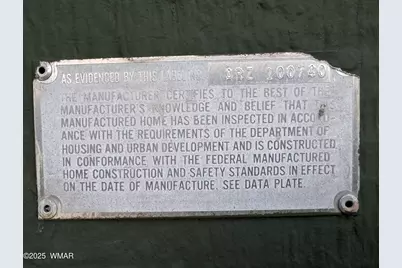 AS EVIDENCED BY THIS LABEL NO. ARZ 100720
THE MANUFACTURER CERTIFIES TO THE BEST OF THE
MANUFACTURER'S KNOWLEDGE AND BELIEF THAT
MANUFACTURED HOME HAS BEEN INSPECTED IN ACCORD-
ANCE WITH THE REQUIREMENTS OF THE DEPARTMENT OF
HOUSING AND URBAN DEVELOPMENT AND IS CONSTRUCTED
IN CONFORMANCE WITH THE FEDERAL MANUFACTURED
HOME CONSTRUCTION AND SAFETY STANDARDS IN EFFECT
ON THE DATE OF MANOFACTURE. SEE DATA PLATE.
©2025 WMAR